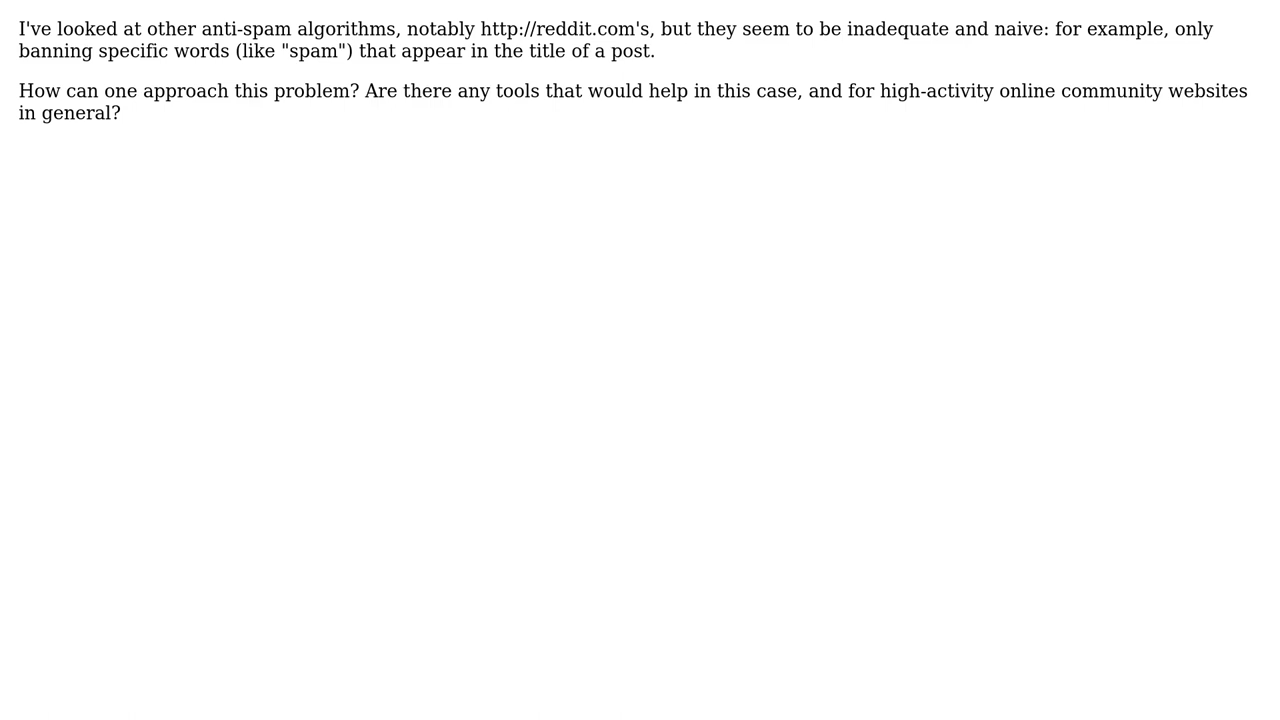 I've looked at other anti-spam algorithms, notably http://reddit.com's, but they seem to be inadequate and naive: for example, only
banning specific words (like "spam") that appear in the title of a post.
How can one approach this problem? Are there any tools that would help in this case, and for high-activity online community websites
in general?